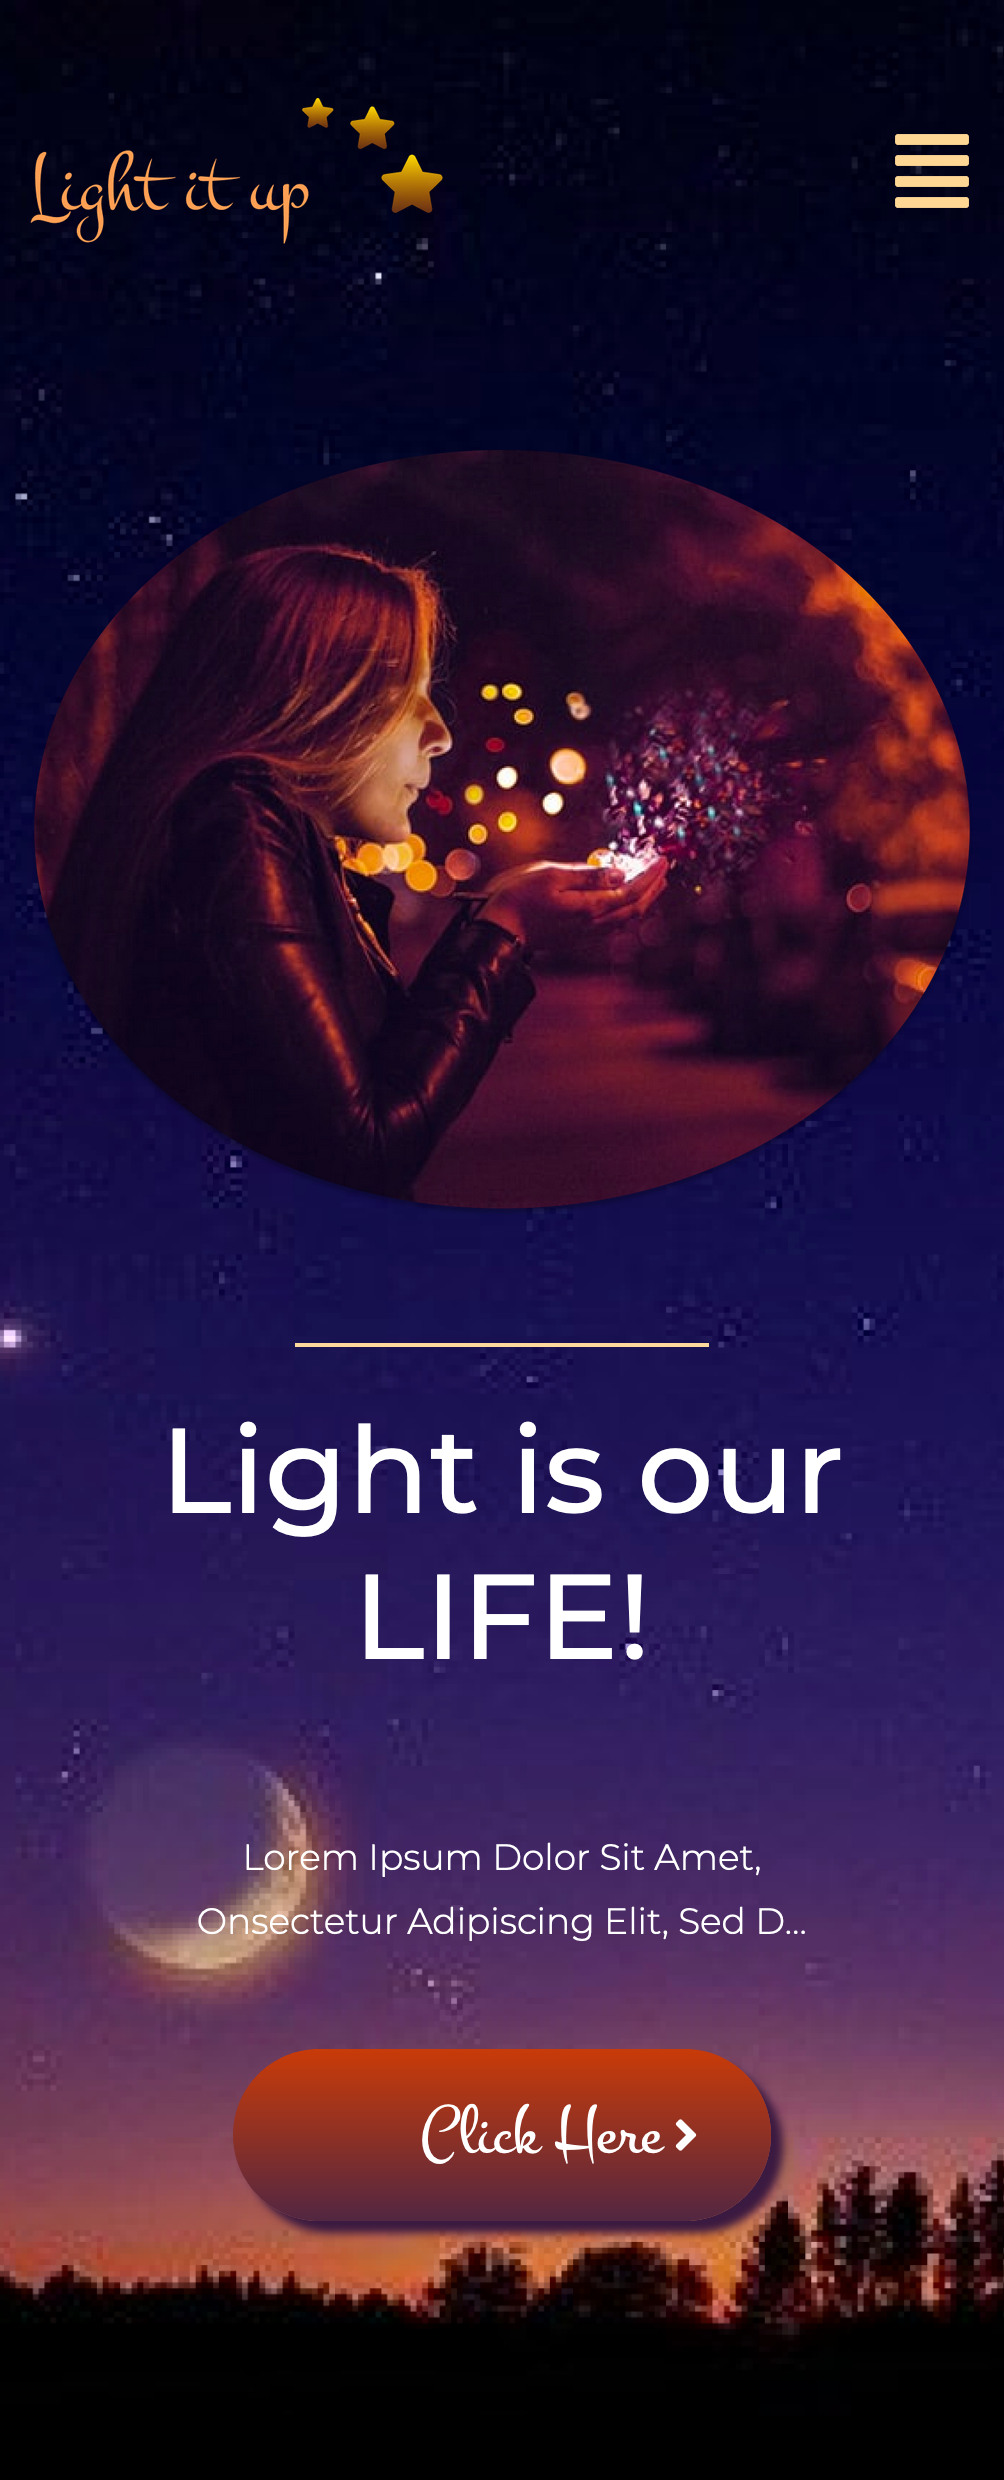 Light it up
Light is our
LIFE!
Lorem Ipsum Dolor Sit Amet,
Onsectetur Adipiscing Elit, Sed D...
Click Here